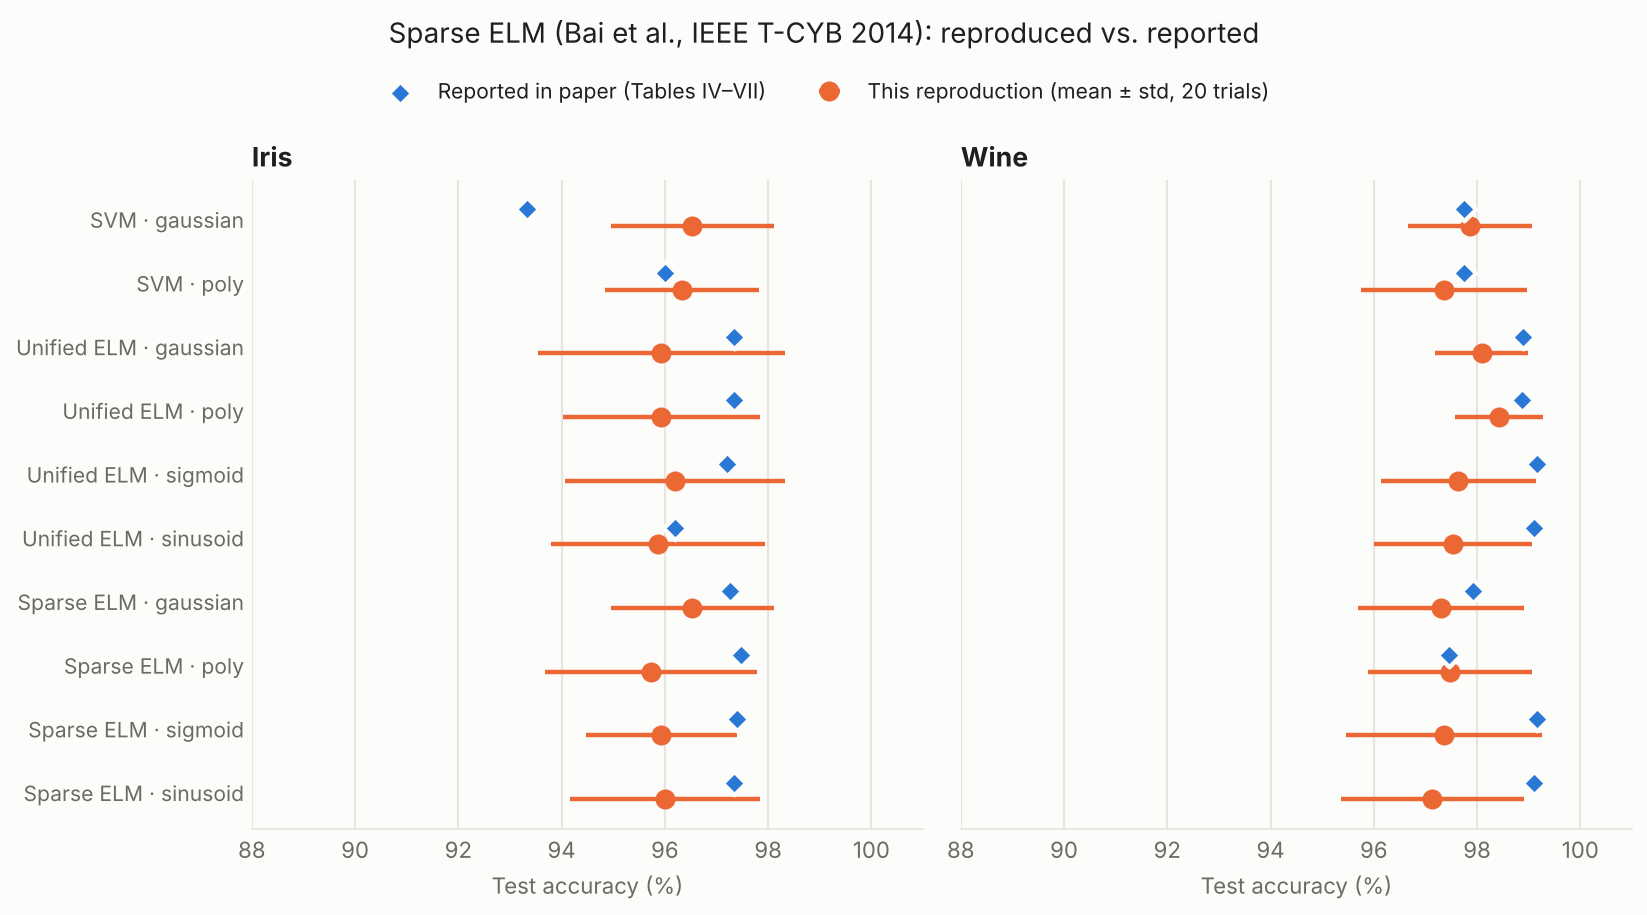 Sparse ELM (Bai et al., IEEE T-CYB 2014): reproduced vs. reported
Reported in paper (Tables IV–VII)
This reproduction (mean ± std, 20 trials)
Iris
Wine
SVM · gaussian
SVM · poly
Unified ELM · gaussian
Unified ELM · poly
Unified ELM · sigmoid
Unified ELM · sinusoid
Sparse ELM · gaussian
Sparse ELM · poly
Sparse ELM · sigmoid
Sparse ELM · sinusoid
88 90 92 94 96 98 100
88 90 92 94 96 98 100
Test accuracy (%)
Test accuracy (%)